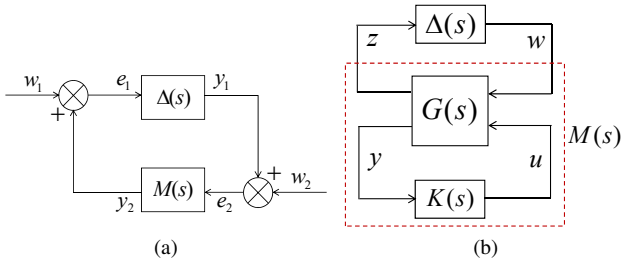 w₁
+
e₁
Δ(s)
y₁
M(s)
y₂
e₂
+
w₂
(a)
z
Δ(s)
w
G(s)
M(s)
y
u
K(s)
(b)